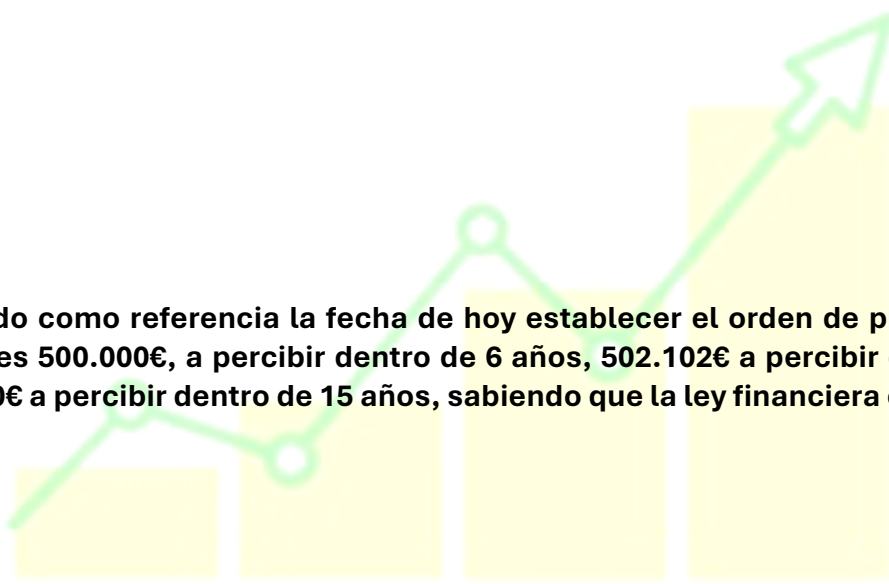 do como referencia la fecha de hoy establecer el orden de p
es 500.000€, a percibir dentro de 6 años, 502.102€ a percibir
0€ a percibir dentro de 15 años, sabiendo que la ley financiera